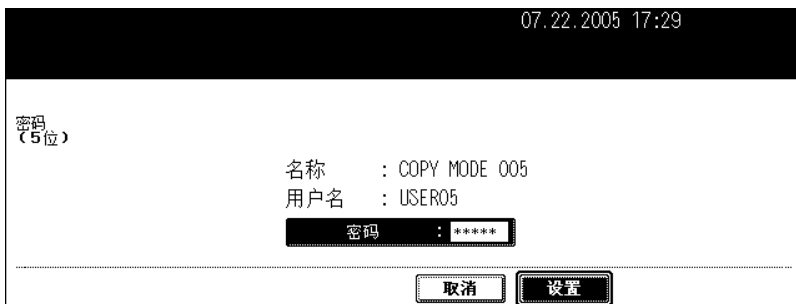 07.22.2005 17:29
密码
(5位)
名称 : COPY MODE 005
用户名 : USER05
密码 : *****
取消 设置